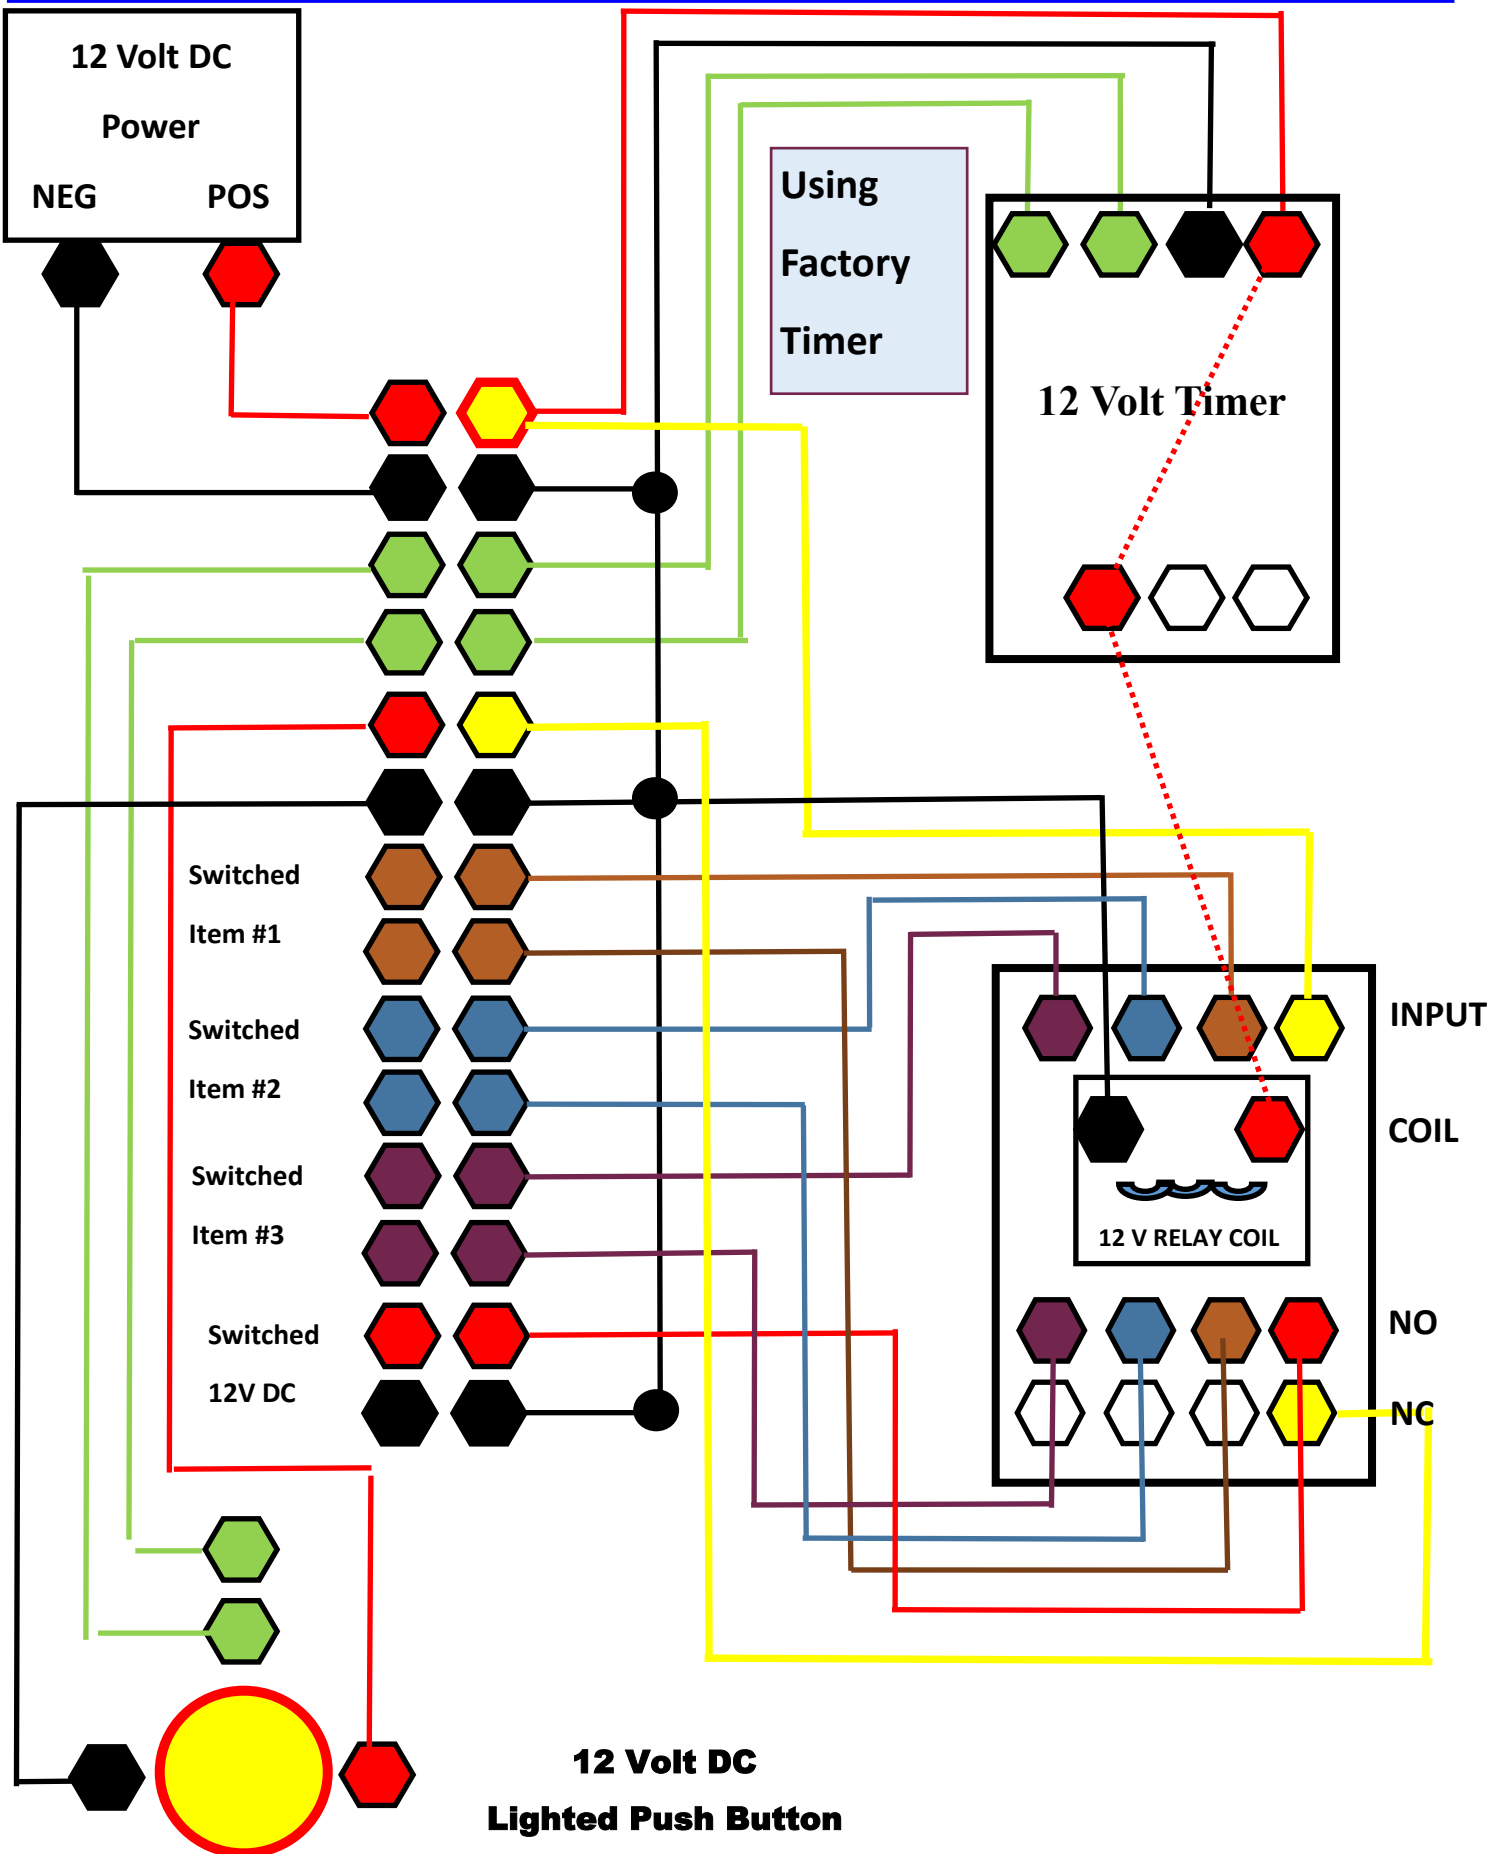 12 Volt DC
Power
NEG POS
Using
Factory
Timer
12 Volt Timer
Switched
Item #1
Switched
Item #2
Switched
Item #3
Switched
12V DC
INPUT
COIL
12 V RELAY COIL
NO
NC
12 Volt DC
Lighted Push Button